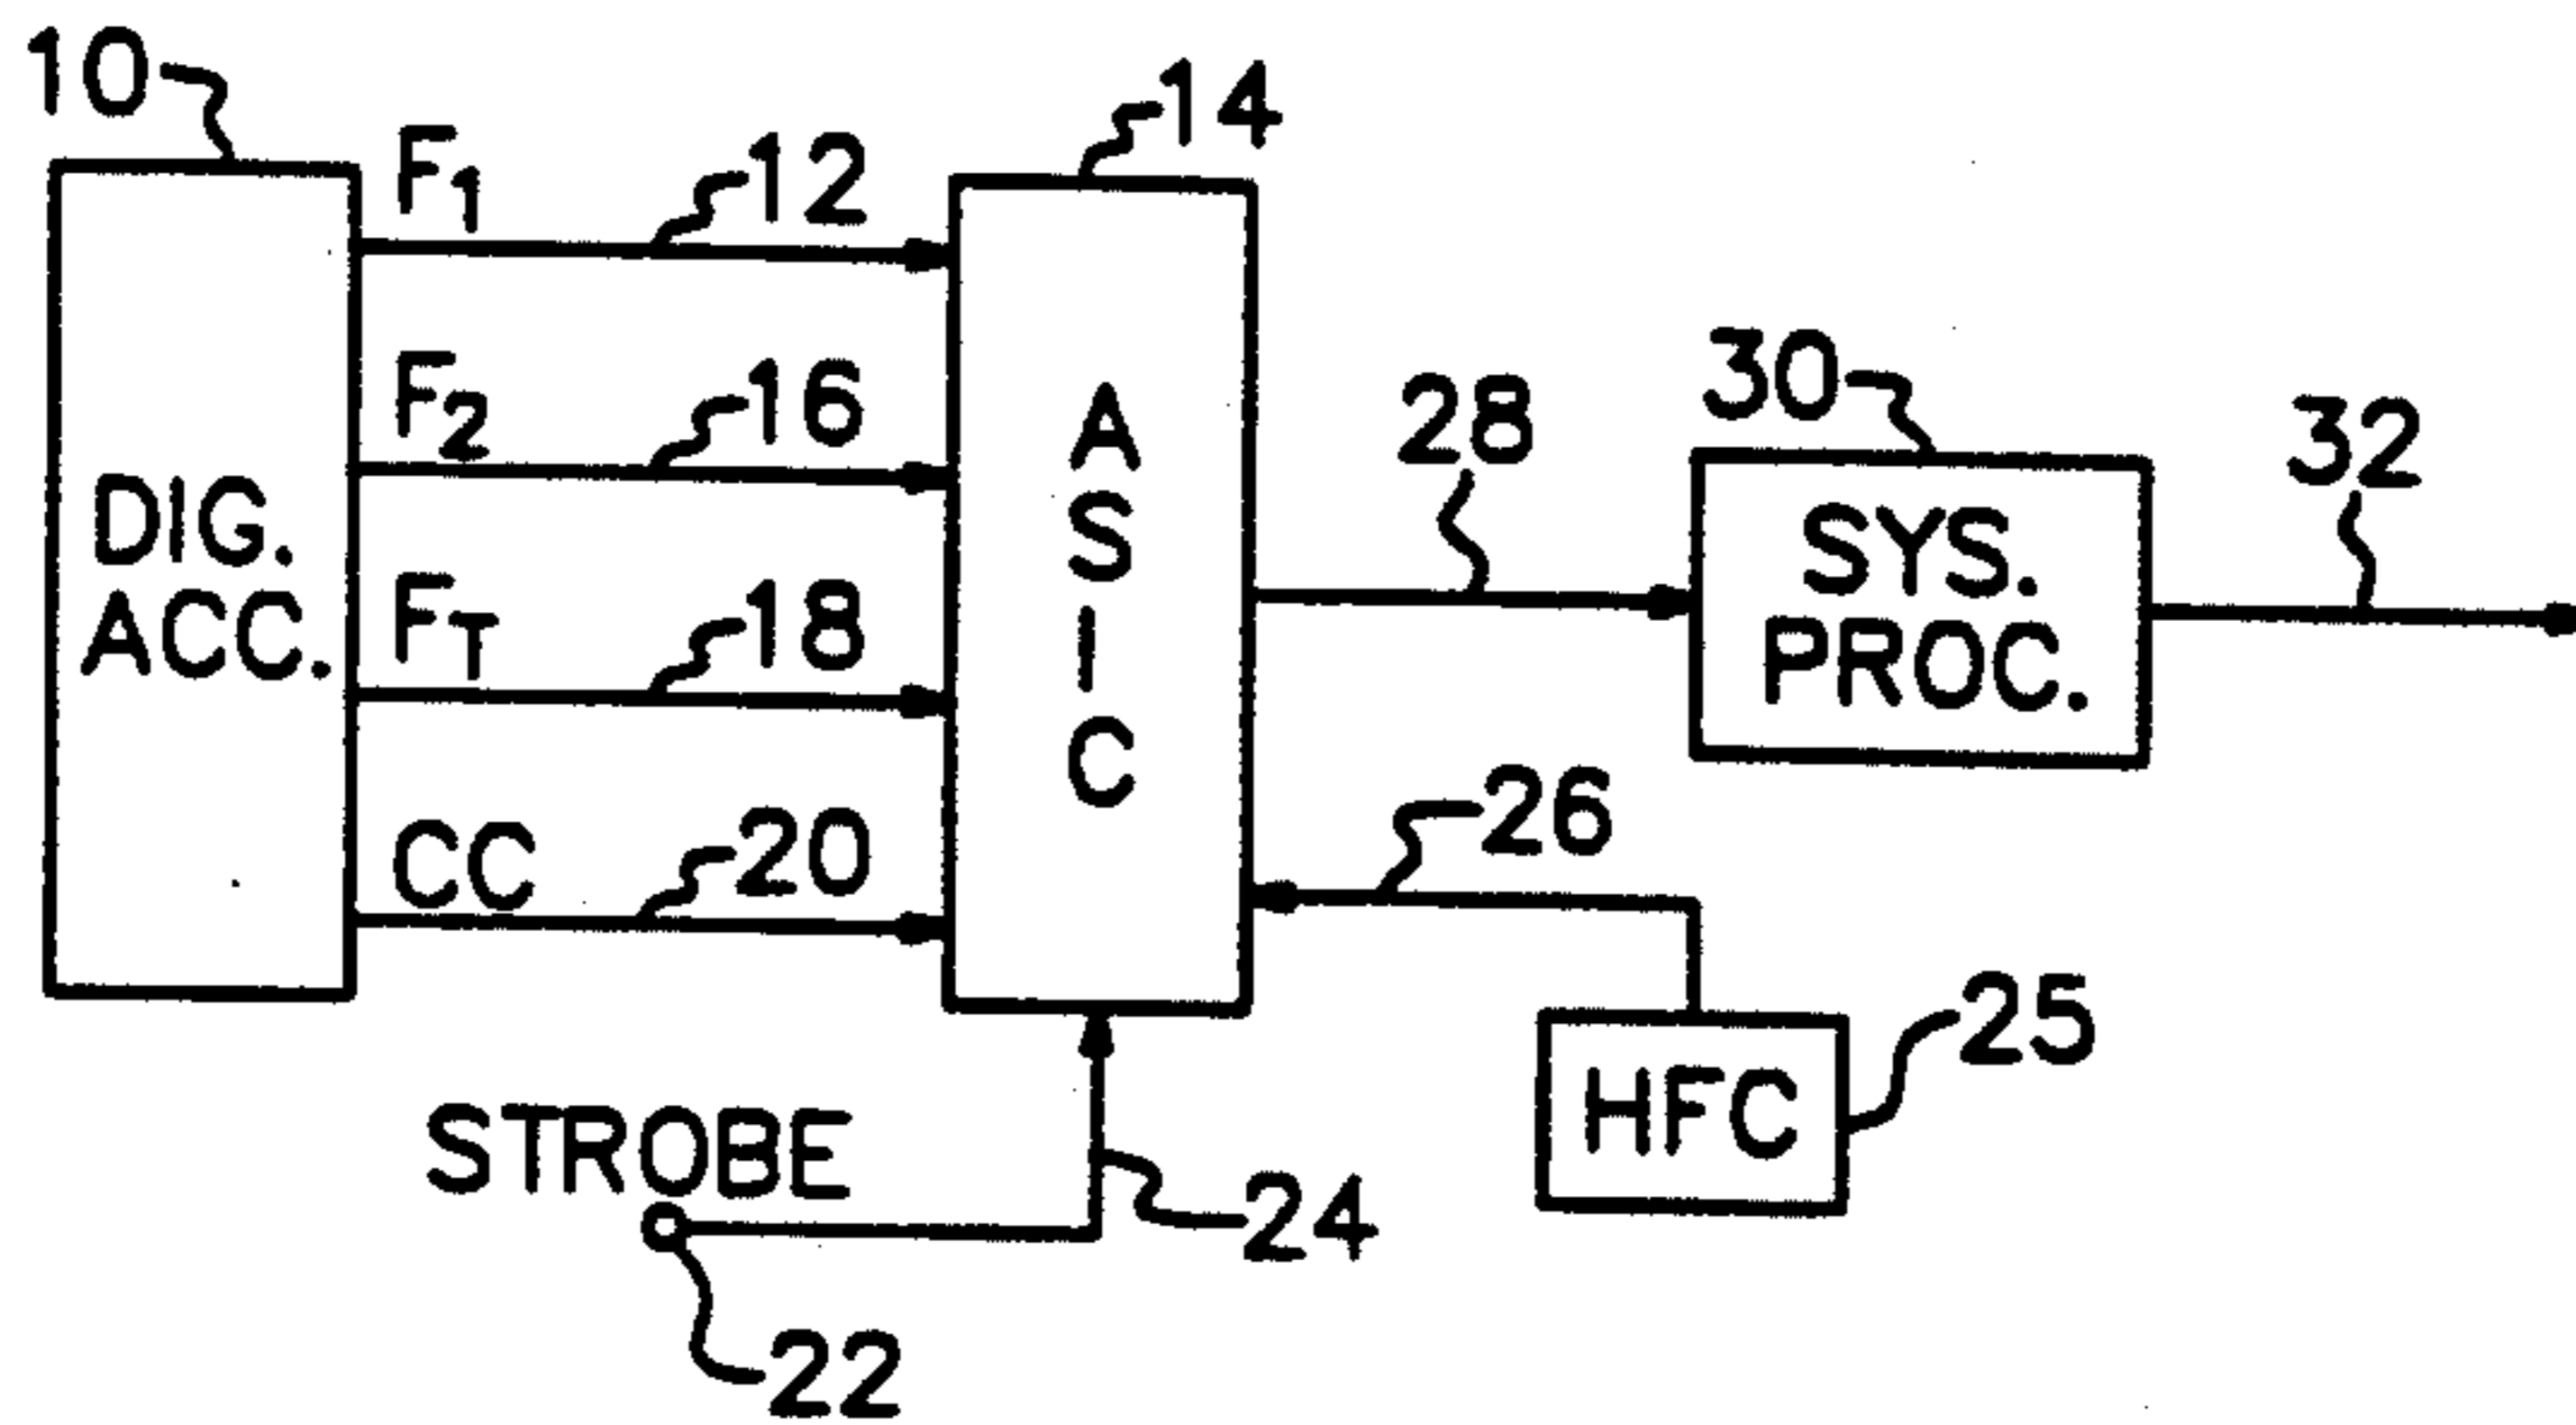 10
14
F1
12
F2
16
30
28
32
DIG.
ACC.
ASIC
SYS.
PROC.
FT
18
CC
20
26
25
HFC
STROBE
24
22